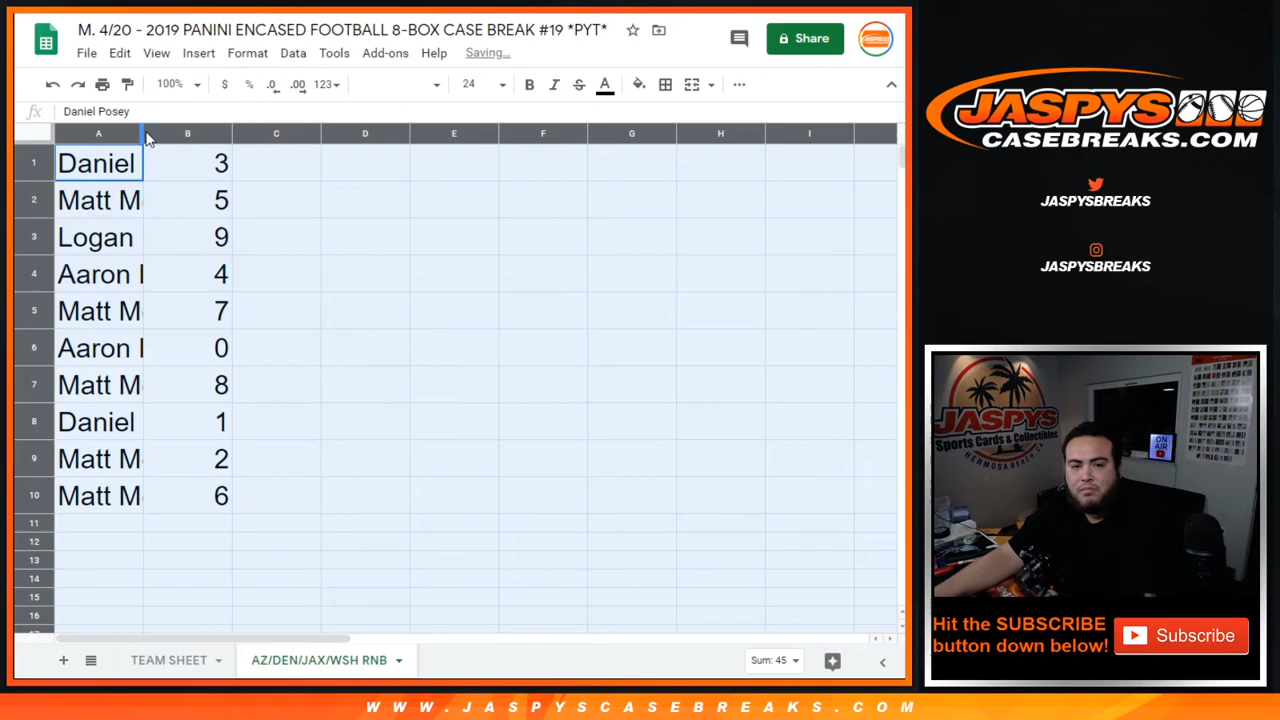 M. 4/20 - 2019 PANINI ENCASED FOOTBALL 8-BOX CASE BREAK #19 *PYT*
File Edit View Insert Format Data Tools Add-ons Help Saving...
Share
100% $ % .0 .00 123 24 B I S A
fx Daniel Posey
A B C D E F G H I
1 Daniel 3
2 Matt M 5
3 Logan 9
4 Aaron 4
5 Matt M 7
6 Aaron 0
7 Matt M 8
8 Daniel 1
9 Matt M 2
10 Matt M 6
11
12
13
14
15
16
TEAM SHEET AZ/DEN/JAX/WSH RNB Sum: 45
JASPYS
CASEBREAKS.COM
JASPYSBREAKS
JASPYSBREAKS
JASPYS
Sports Cards & Collectibles
HERMOSA BEACH CA
ON
AIR
Hit the SUBSCRIBE
button down below!
Subscribe
WWW.JASPYSCASEBREAKS.COM